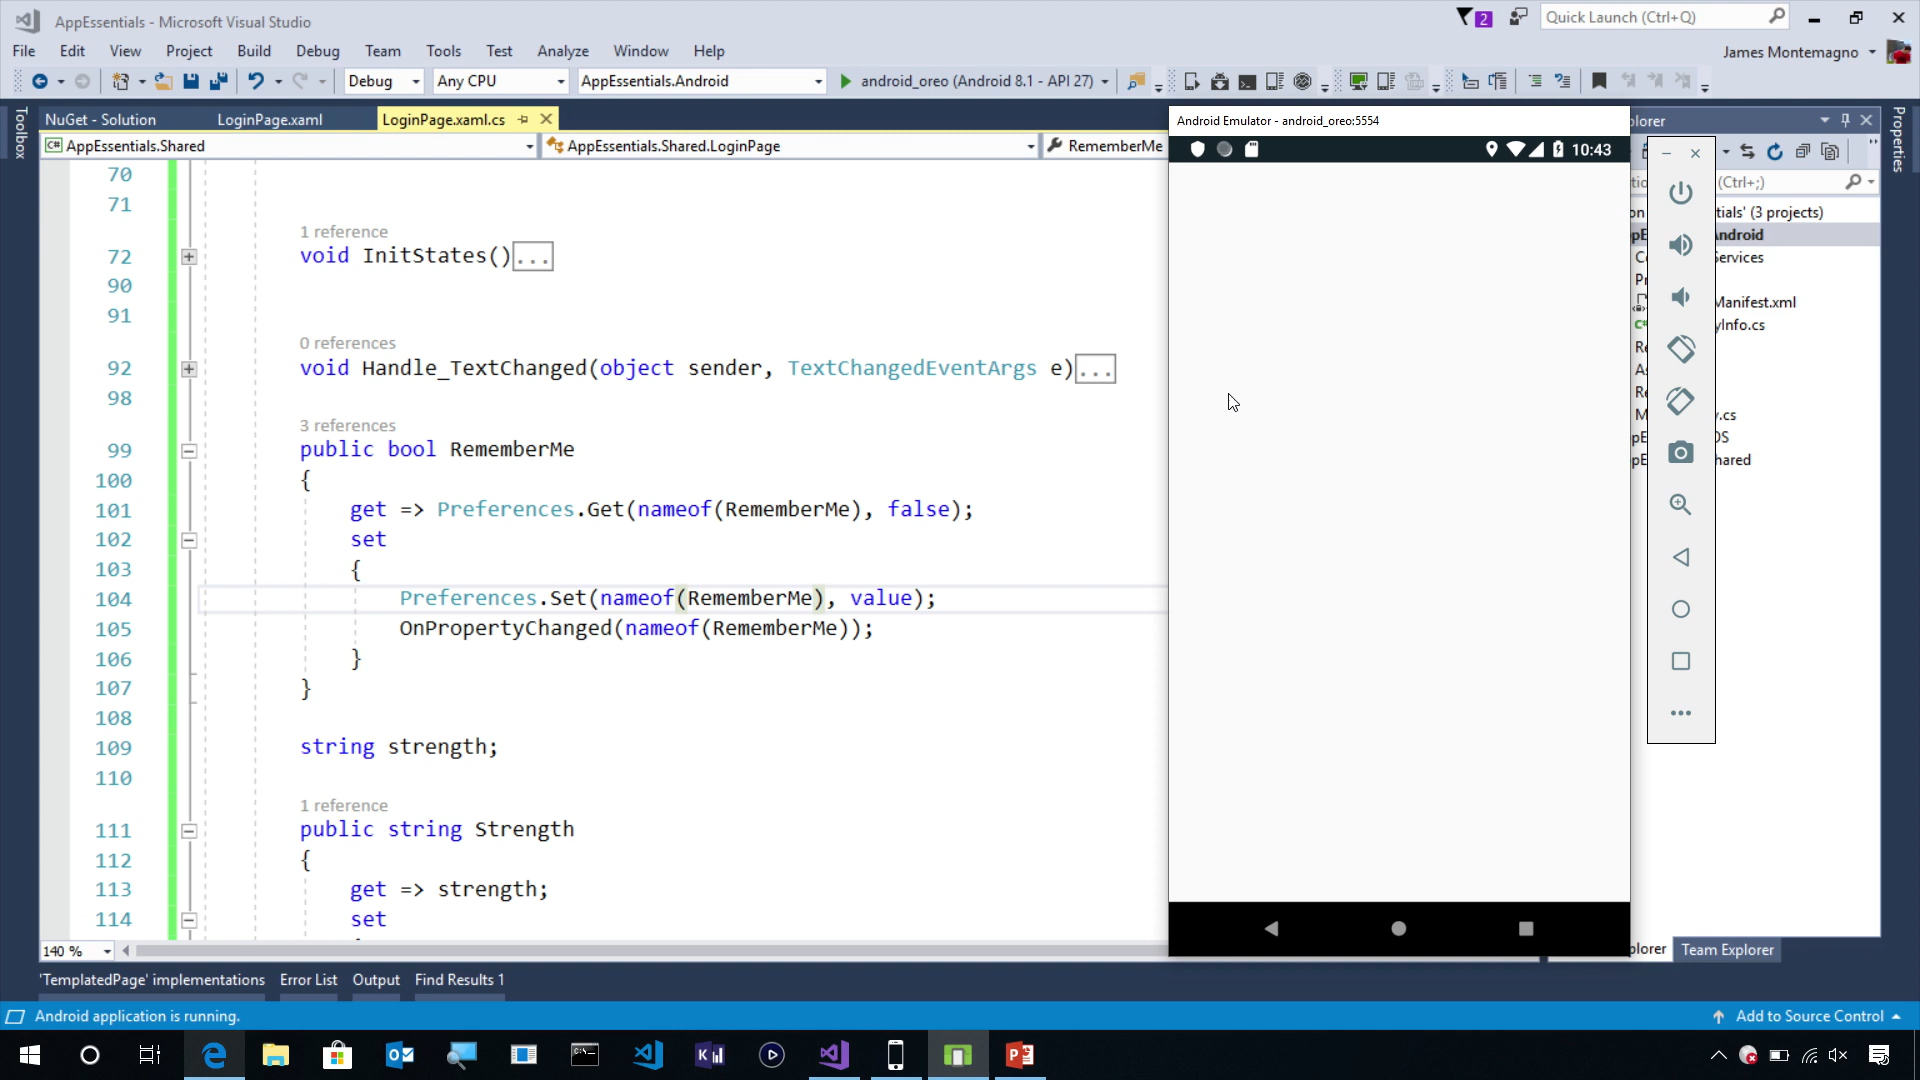 AppEssentials - Microsoft Visual Studio
2
Quick Launch (Ctrl+Q)
File Edit View Project Build Debug Team Tools Test Analyze Window Help
James Montemagno
Debug Any CPU AppEssentials.Android android_oreo (Android 8.1 - API 27)
Toolbox
NuGet - Solution LoginPage.xaml LoginPage.xaml.cs
Android Emulator - android_oreo:5554
plorer
Properties
AppEssentials.Shared AppEssentials.Shared.LoginPage RememberMe
10:43
(Ctrl+;)
70
71
1 reference
72 void InitStates()...
90
91
0 references
92 void Handle_TextChanged(object sender, TextChangedEventArgs e)...
98
3 references
99 public bool RememberMe
100 {
101 get => Preferences.Get(nameof(RememberMe), false);
102 set
103 {
104 Preferences.Set(nameof(RememberMe), value);
105 OnPropertyChanged(nameof(RememberMe));
106 }
107 }
108
109 string strength;
110
1 reference
111 public string Strength
112 {
113 get => strength;
114 set
tials' (3 projects)
Android
Services
Manifest.xml
yInfo.cs
y.cs
OS
hared
140 %
plorer Team Explorer
'TemplatedPage' implementations Error List Output Find Results 1
Android application is running.
Add to Source Control